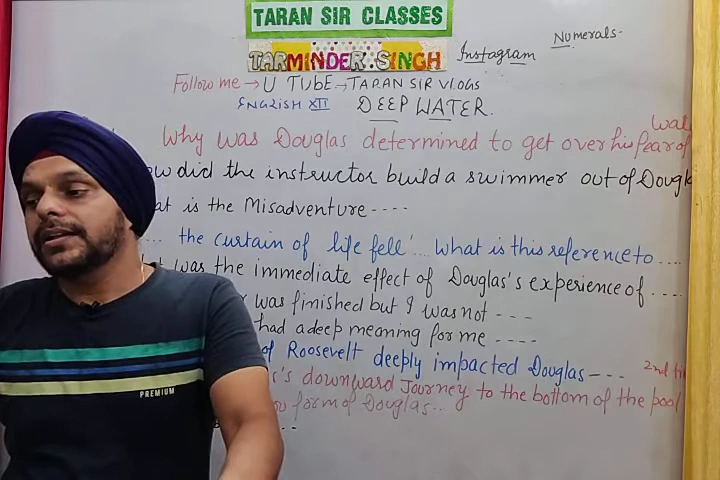 TARAN SIR CLASSES
Numerals-
TARMINDER SINGH Instagram
Follow me → U TUBE → TARAN SIR VLOGS
ENGLISH XII DEEP WATER.
Why was Douglas determined to get over his fear of
how did the instructor build a swimmer out of Dougl
at is the Misadventure ----
.... the curtain of life fell' ... What is this reference to ....
t was the immediate effect of Douglas's experience of ....
r was finished but I was not ---
had a deep meaning for me ----
of Roosevelt deeply impacted Douglas --- 2nd ti
s's downward Journey to the bottom of the pool
form of Douglas..
PREMIUM